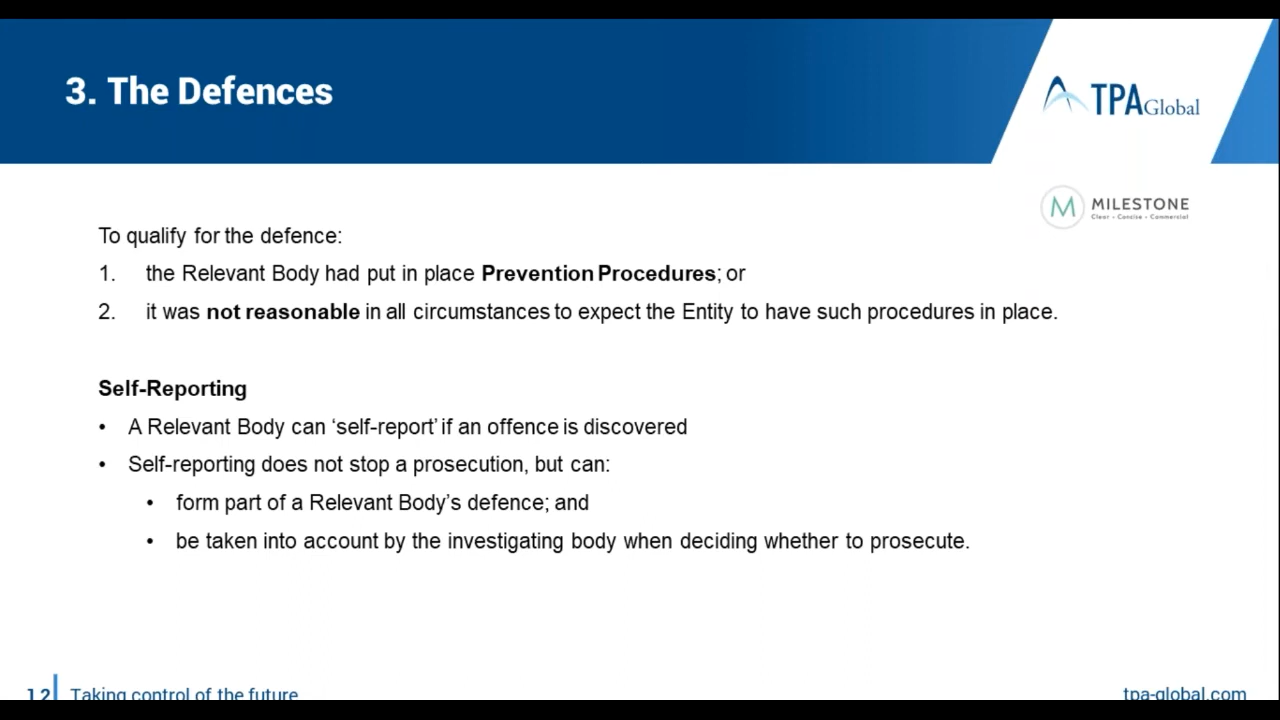 3. The Defences
TPA Global
M MILESTONE
Clear • Concise • Commercial
To qualify for the defence:
1. the Relevant Body had put in place Prevention Procedures; or
2. it was not reasonable in all circumstances to expect the Entity to have such procedures in place.
Self-Reporting
• A Relevant Body can ‘self-report’ if an offence is discovered
• Self-reporting does not stop a prosecution, but can:
• form part of a Relevant Body’s defence; and
• be taken into account by the investigating body when deciding whether to prosecute.
12 Taking control of the future
tpa-global.com